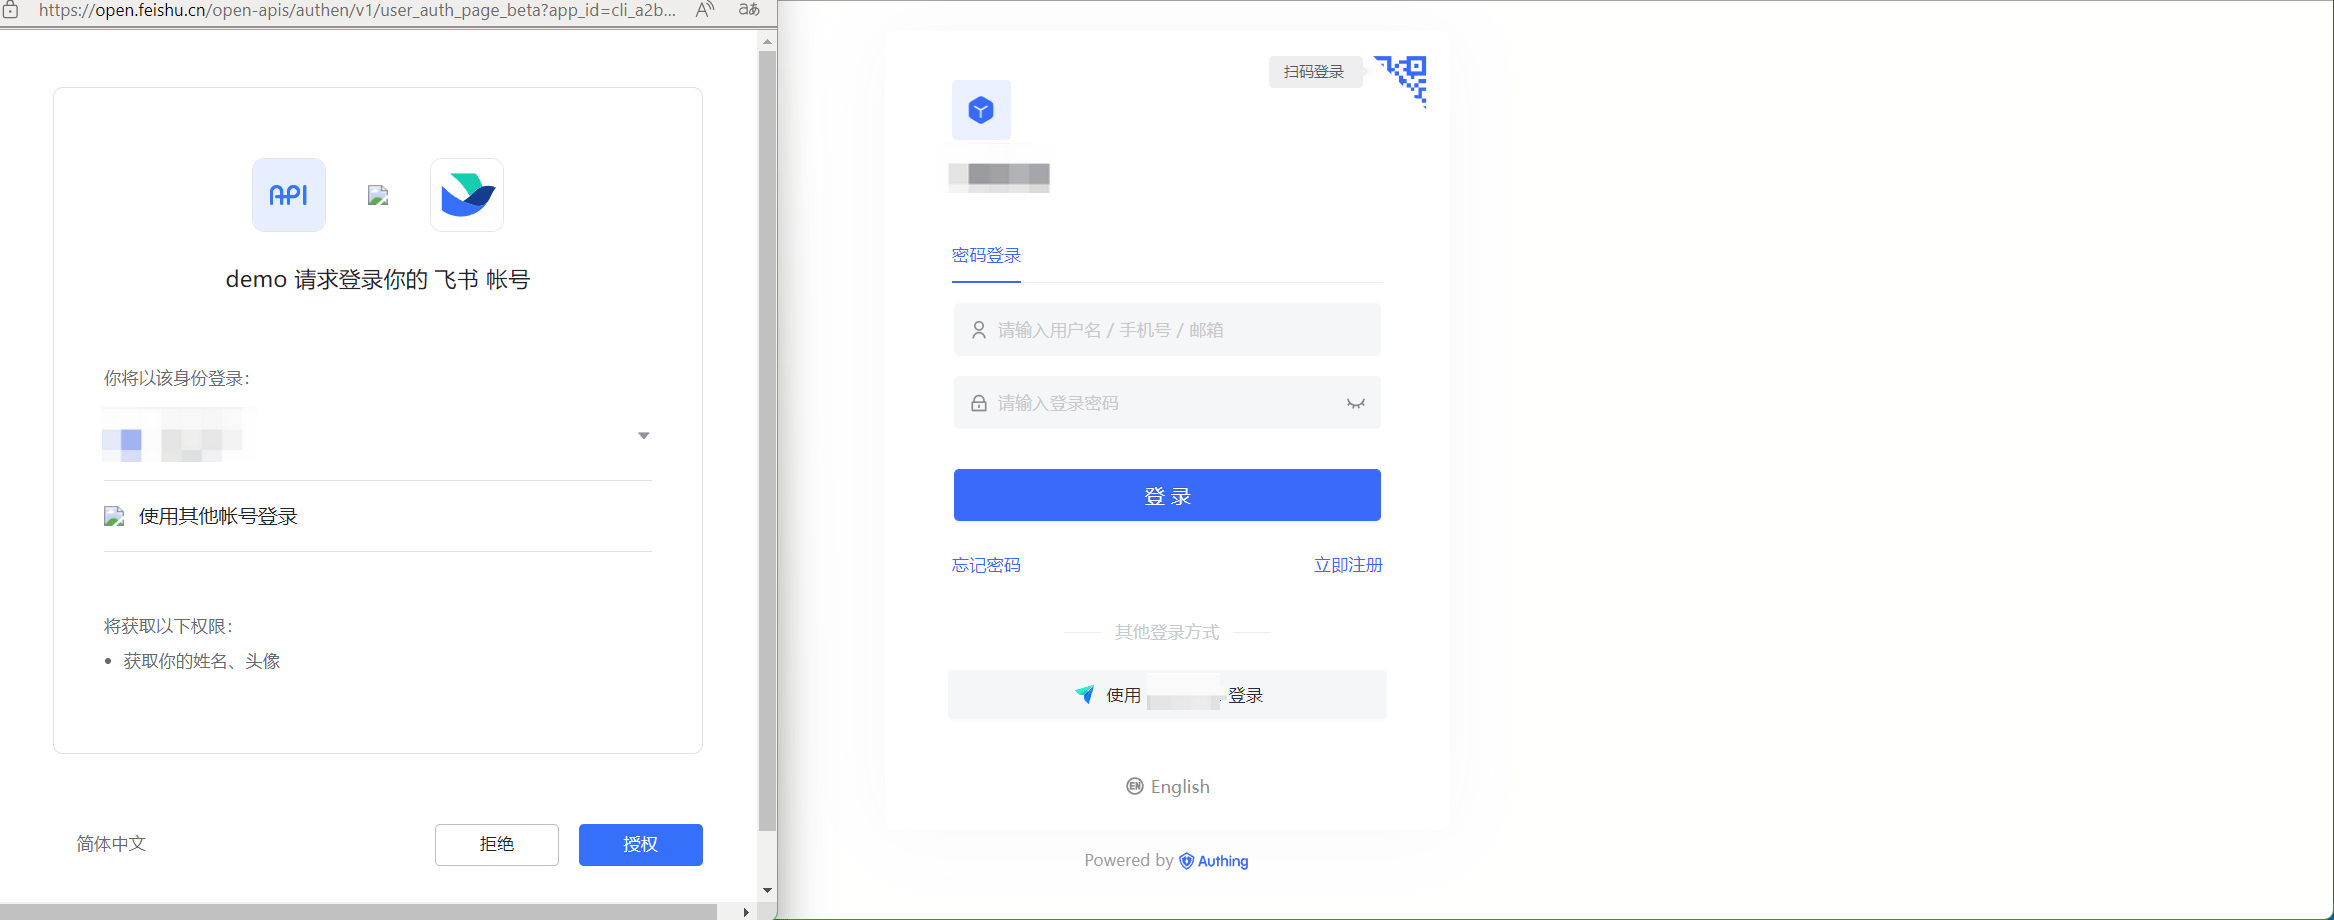 https://open.feishu.cn/open-apis/authen/v1/user_auth_page_beta?app_id=cli_a2b...
API
demo 请求登录你的 飞书 帐号
你将以该身份登录:
使用其他帐号登录
将获取以下权限:
• 获取你的姓名、头像
简体中文
拒绝
授权
扫码登录
密码登录
请输入用户名 / 手机号 / 邮箱
请输入登录密码
登 录
忘记密码
立即注册
其他登录方式
使用 登录
EN English
Powered by Authing